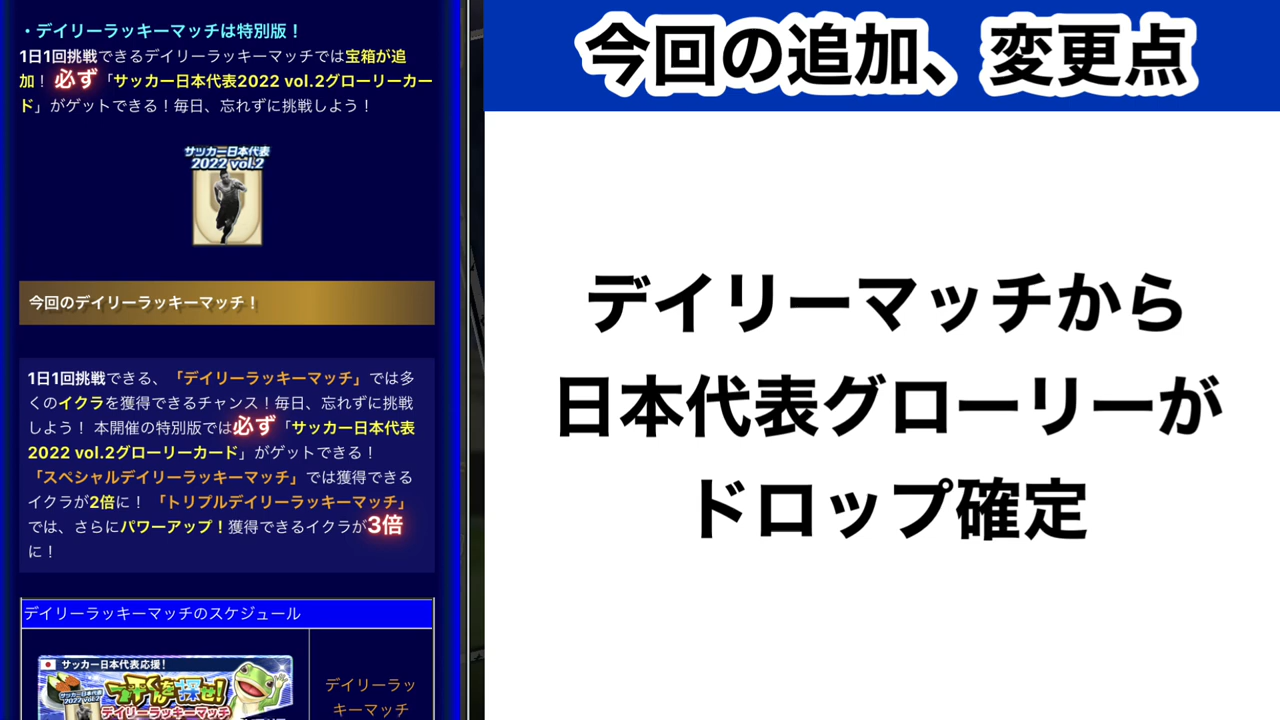 ・デイリーラッキーマッチは特別版！
1日1回挑戦できるデイリーラッキーマッチでは宝箱が追
加！ 必ず「サッカー日本代表2022 vol.2グローリーカー
ド」がゲットできる！毎日、忘れずに挑戦しよう！
サッカー日本代表
2022 vol.2
今回のデイリーラッキーマッチ！
1日1回挑戦できる、「デイリーラッキーマッチ」では多
くのイクラを獲得できるチャンス！毎日、忘れずに挑戦
しよう！ 本開催の特別版では必ず「サッカー日本代表
2022 vol.2グローリーカード」がゲットできる！
「スペシャルデイリーラッキーマッチ」では獲得できる
イクラが2倍に！ 「トリプルデイリーラッキーマッチ」
では、さらにパワーアップ！獲得できるイクラが3倍
に！
デイリーラッキーマッチのスケジュール
サッカー日本代表応援！
サッカー日本代表
2022 vol.2
を探せ！
デイリーラッキーマッチ
デイリーラッ
キーマッチ
今回の追加、変更点
デイリーマッチから
日本代表グローリーが
ドロップ確定